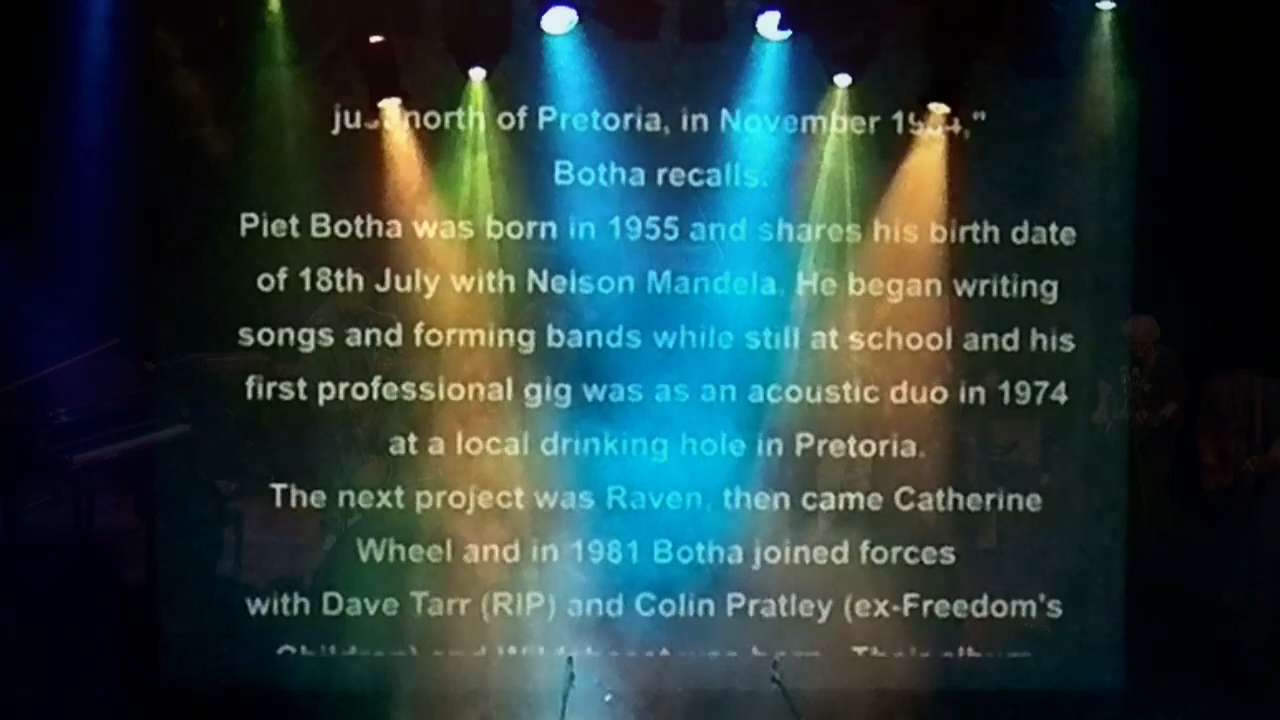 north of Pretoria, in November
Botha recalls.
Piet Botha was born in 1955 and shares his birth date
of 18th July with Nelson Mandela. He began writing
songs and forming bands while still at school and his
first professional gig was as an acoustic duo in 1974
at a local drinking hole in Pretoria.
The next project was Raven, then came Catherine
Wheel and in 1981 Botha joined forces
with Dave Tarr (RIP) and Colin Pratley (ex-Freedom's